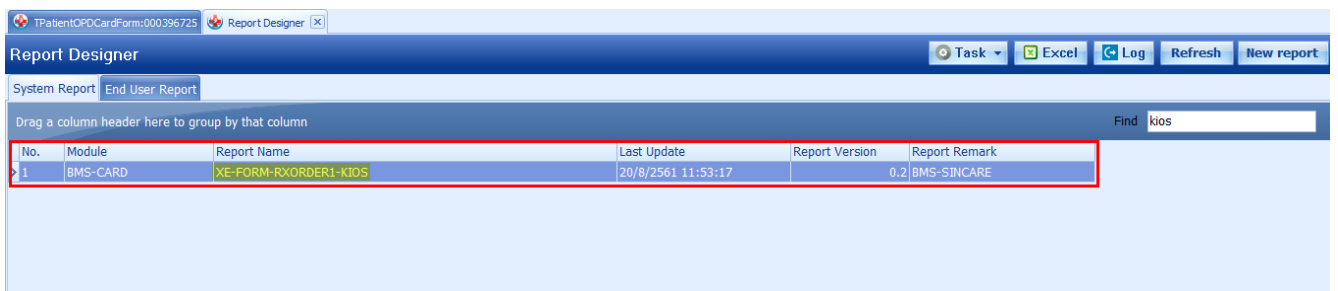 TPatientOPDCardForm:000396725 Report Designer
Report Designer Task Excel Log Refresh New report
System Report End User Report
Drag a column header here to group by that column Find kios
No. Module Report Name Last Update Report Version Report Remark
1 BMS-CARD XE-FORM-RXORDER1-KIOS 20/8/2561 11:53:17 0.2 BMS-SINCARE